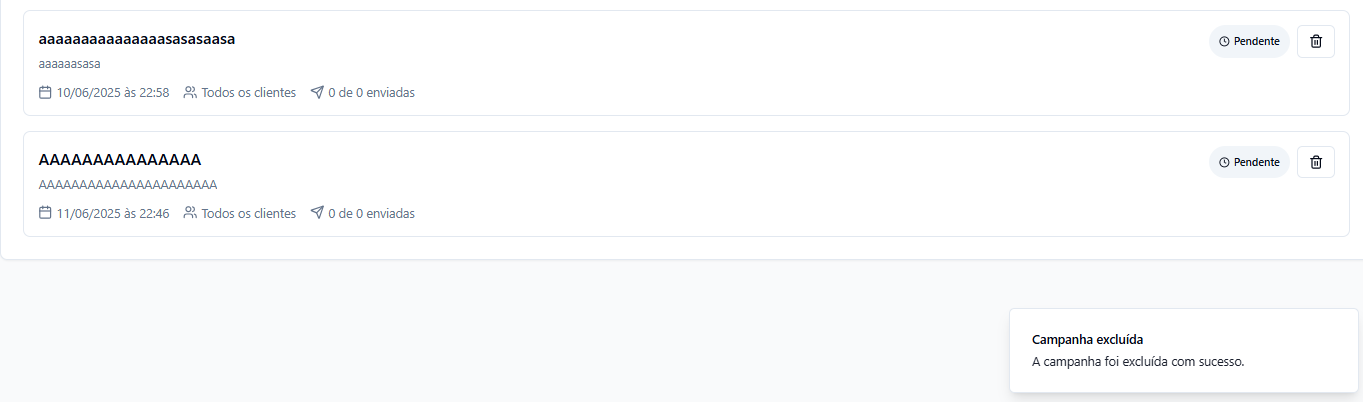 aaaaaaaaaaaaaaasasasaasa
aaaaaasasa
10/06/2025 às 22:58 Todos os clientes 0 de 0 enviadas
Pendente
AAAAAAAAAAAAAAA
AAAAAAAAAAAAAAAAAAAAAA
11/06/2025 às 22:46 Todos os clientes 0 de 0 enviadas
Pendente
Campanha excluída
A campanha foi excluída com sucesso.